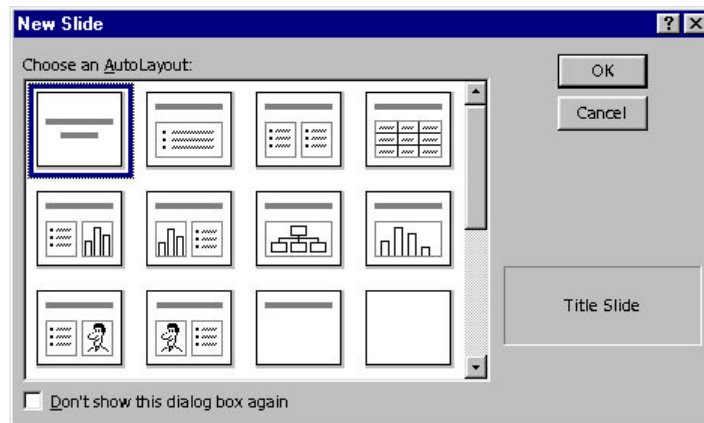 New Slide
Choose an AutoLayout:
OK
Cancel
Title Slide
Don't show this dialog box again